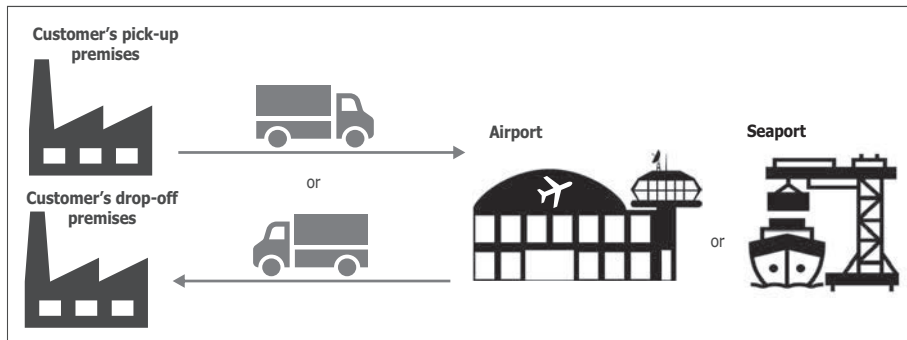 Customer’s pick-up
premises
Airport
Seaport
or
Customer’s drop-off
premises
or